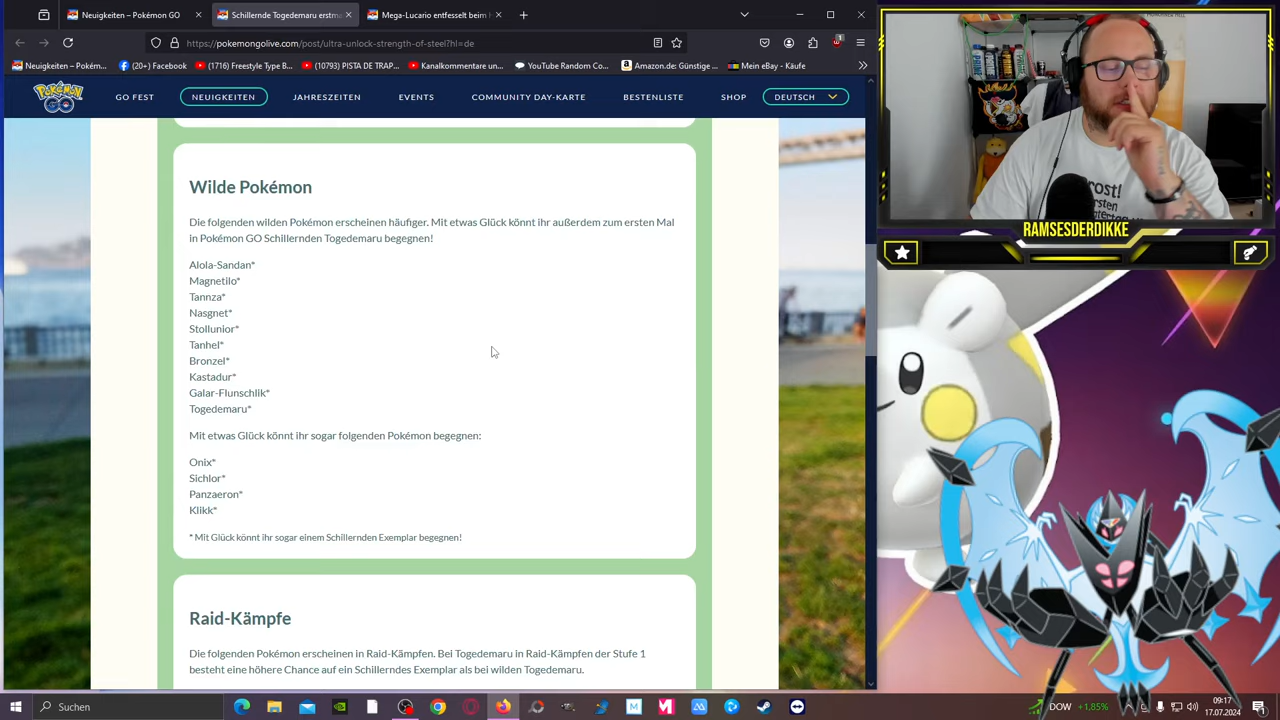 Neuigkeiten – Pokémon
Togedemaru erstm
Mega-Lucario entfesselt beim
https://pokemongolive.com/post/ultra-unlock-strength-of-steel?hl=de
Neuigkeiten – Pokém...
(20+) Facebook
(1716) Freestyle Type...
(10793) PISTA DE TRAP...
Kanalkommentare un...
YouTube Random Co...
Amazon.de: Günstige ...
Mein eBay - Käufe
POKÉMON GO
GO FEST
NEUIGKEITEN
JAHRESZEITEN
EVENTS
COMMUNITY DAY-KARTE
BESTENLISTE
SHOP
DEUTSCH
Wilde Pokémon
Die folgenden wilden Pokémon erscheinen häufiger. Mit etwas Glück könnt ihr außerdem zum ersten Mal
in Pokémon GO Schillernden Togedemaru begegnen!
Alola-Sandan*
Magnetilo*
Tannza*
Nasgnet*
Stollunior*
Tanhel*
Bronzel*
Kastadur*
Galar-Flunschlik*
Togedemaru*
Mit etwas Glück könnt ihr sogar folgenden Pokémon begegnen:
Onix*
Sichlor*
Panzaeron*
Klikk*
* Mit Glück könnt ihr sogar einem Schillernden Exemplar begegnen!
Raid-Kämpfe
Die folgenden Pokémon erscheinen in Raid-Kämpfen. Bei Togedemaru in Raid-Kämpfen der Stufe 1
besteht eine höhere Chance auf ein Schillerndes Exemplar als bei wilden Togedemaru.
Prost!
RAMSESDERDIKKE
Suchen
DOW +1,85%
09:17
17.07.2024